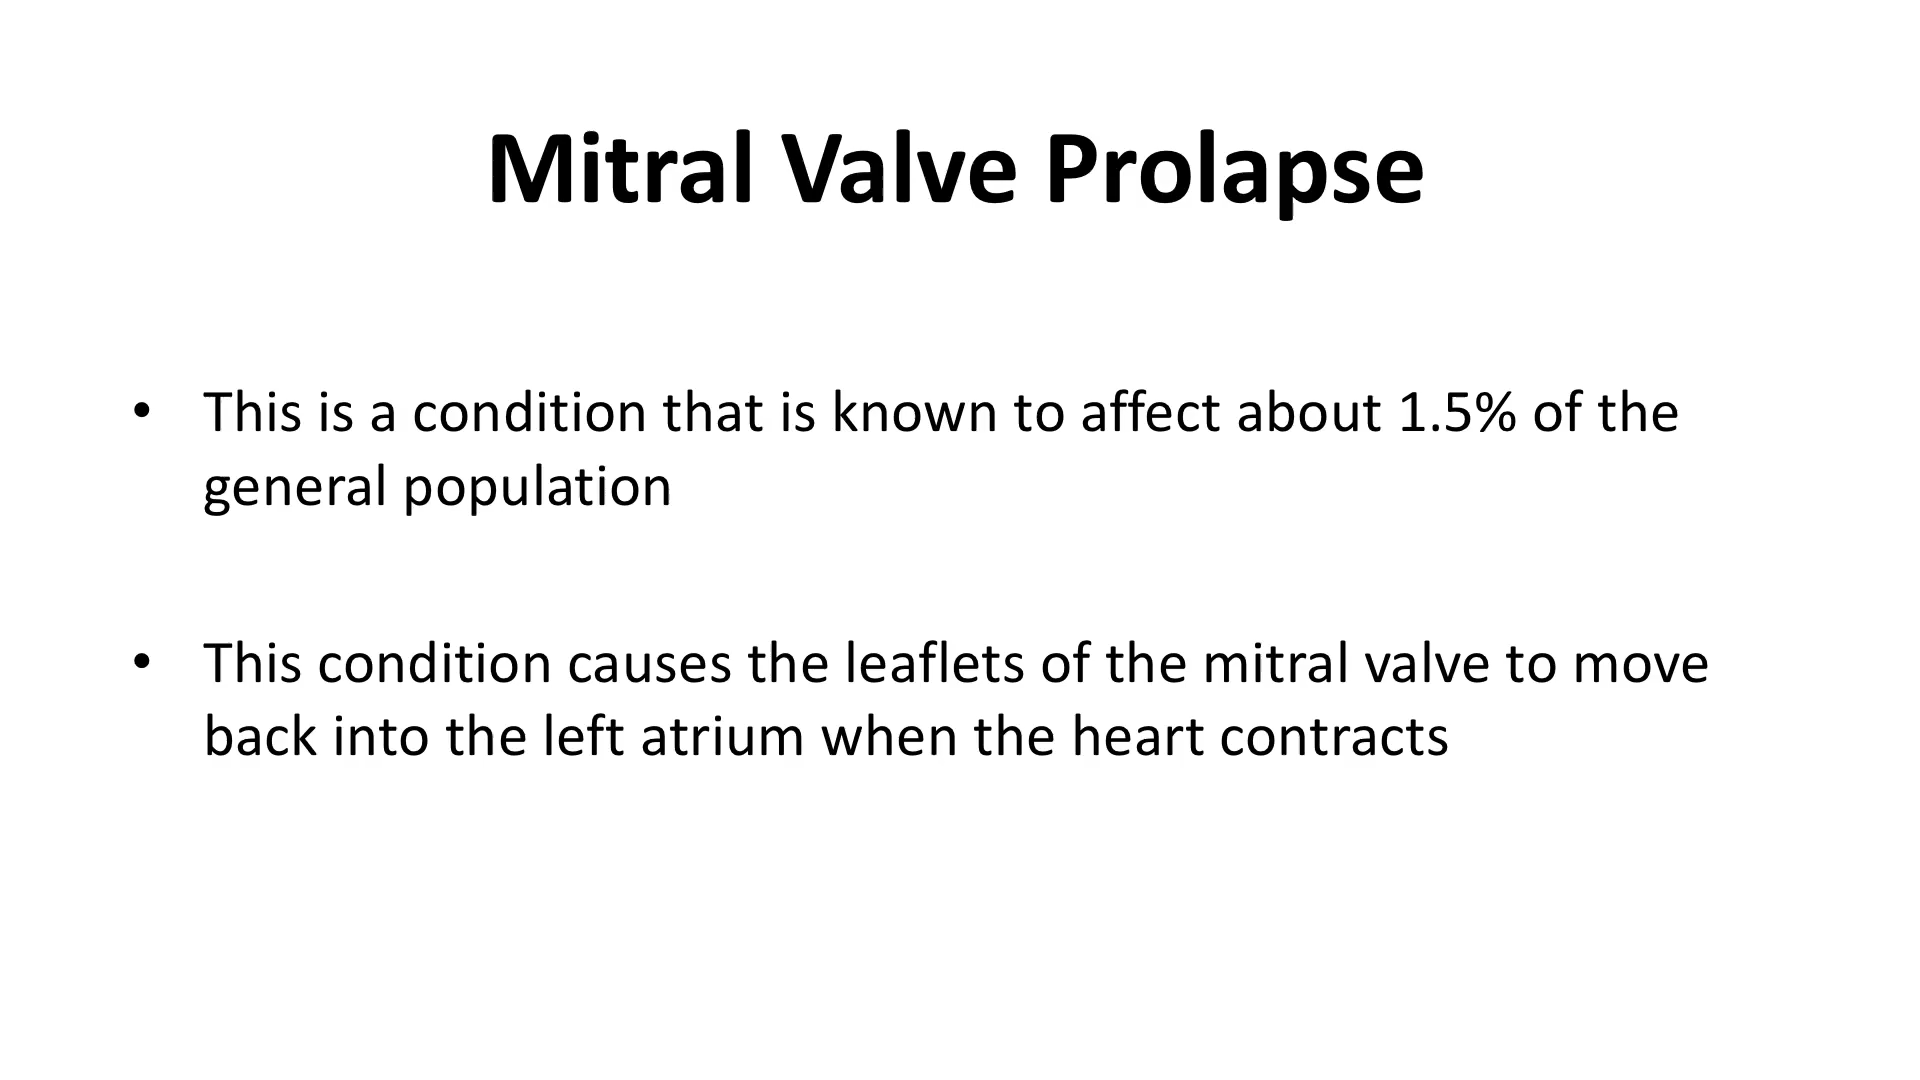 Mitral Valve Prolapse
• This is a condition that is known to affect about 1.5% of the
general population
• This condition causes the leaflets of the mitral valve to move
back into the left atrium when the heart contracts